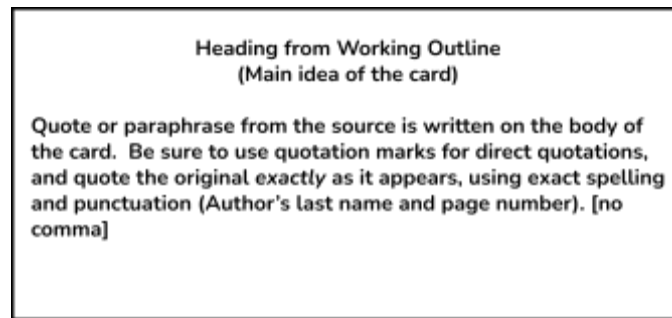 Heading from Working Outline
(Main idea of the card)
Quote or paraphrase from the source is written on the body of
the card.  Be sure to use quotation marks for direct quotations,
and quote the original exactly as it appears, using exact spelling
and punctuation (Author's last name and page number). [no
comma]